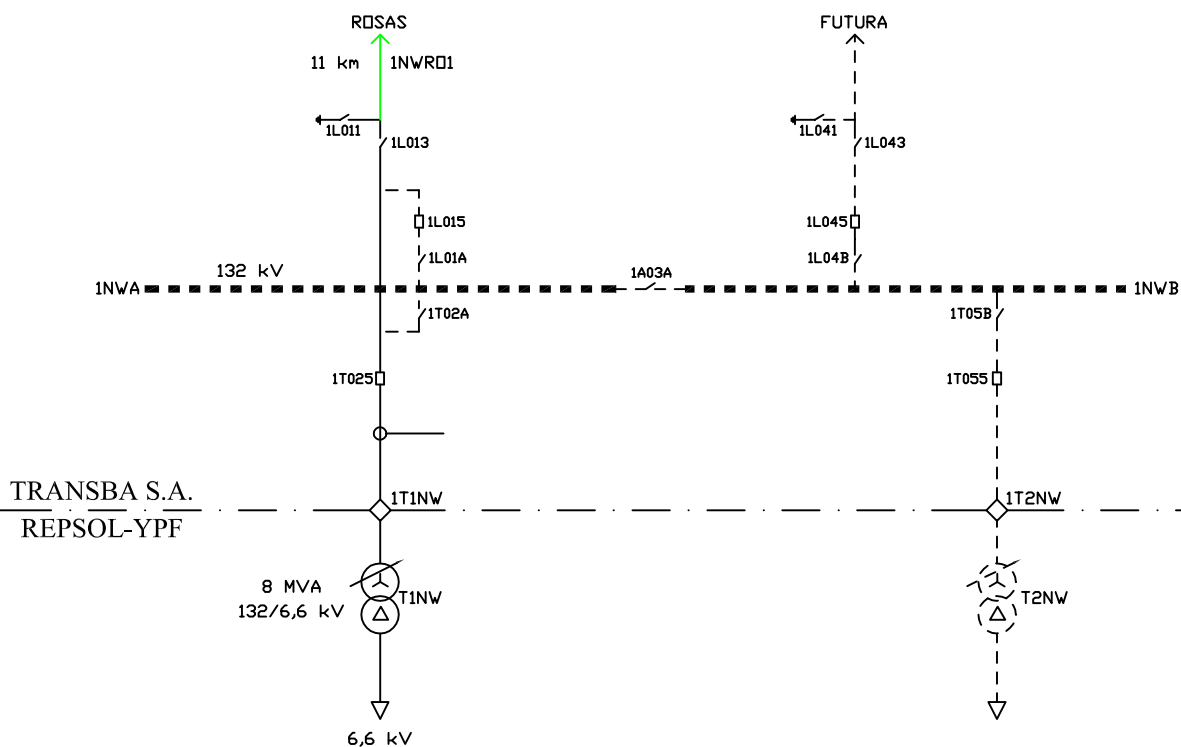 ROSAS
FUTURA
11 km
1NWRO1
1L011
1L013
1L041
1L043
1L015
1L045
1L01A
1L04B
132 kV
1A03A
1NWA
1NWB
1T02A
1T05B
1T025
1T055
TRANSBA S.A.
1T1NW
1T2NW
REPSOL-YPF
8 MVA
132/6,6 kV
T1NW
T2NW
6,6 kV